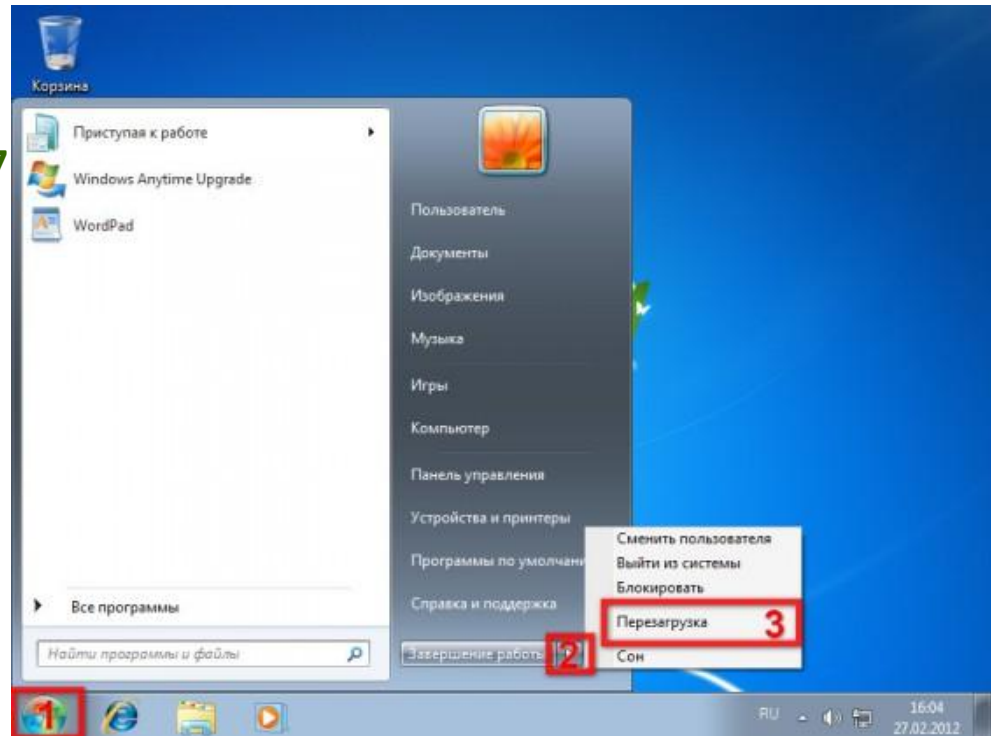 Корзина
Приступая к работе
Windows Anytime Upgrade
WordPad
Все программы
Найти программы и файлы
Пользователь
Документы
Изображения
Музыка
Игры
Компьютер
Панель управления
Устройства и принтеры
Программы по умолчани
Справка и поддержка
Завершение работы
2
Сменить пользователя
Выйти из системы
Блокировать
Перезагрузка 3
Сон
1
RU
16:04
27.02.2012